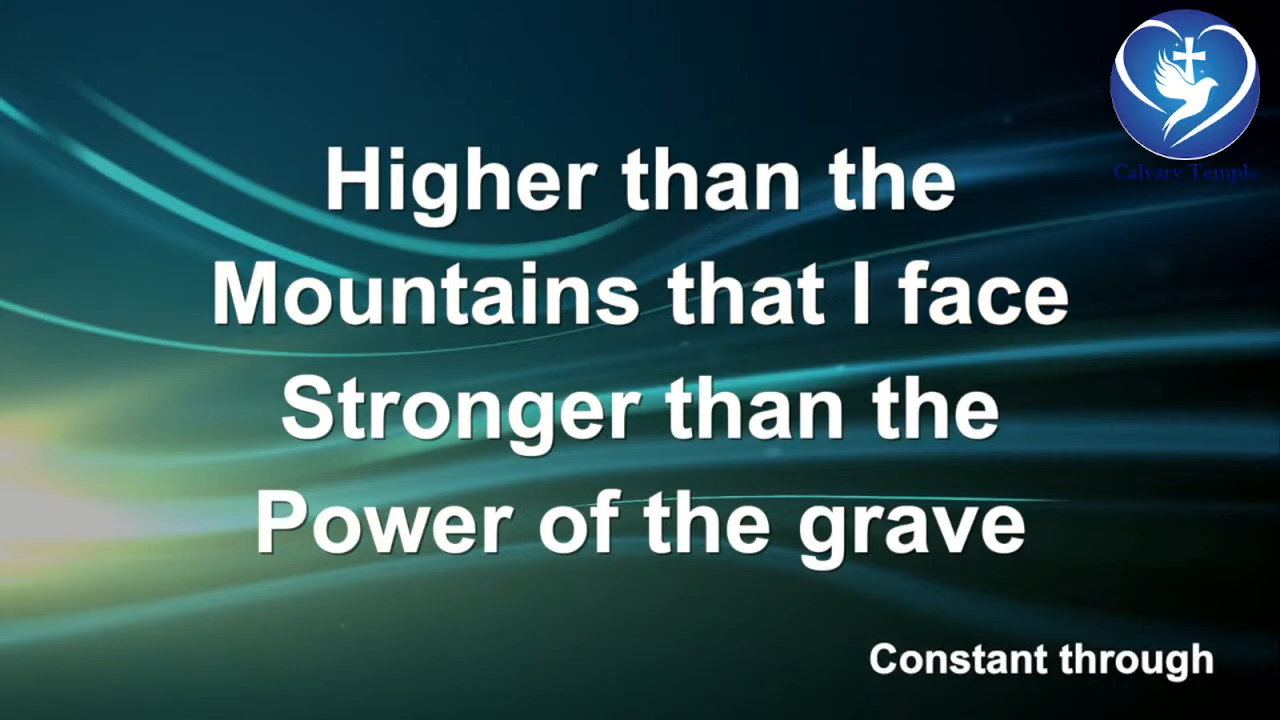 Calvary Temple
Higher than the
Mountains that I face
Stronger than the
Power of the grave
Constant through